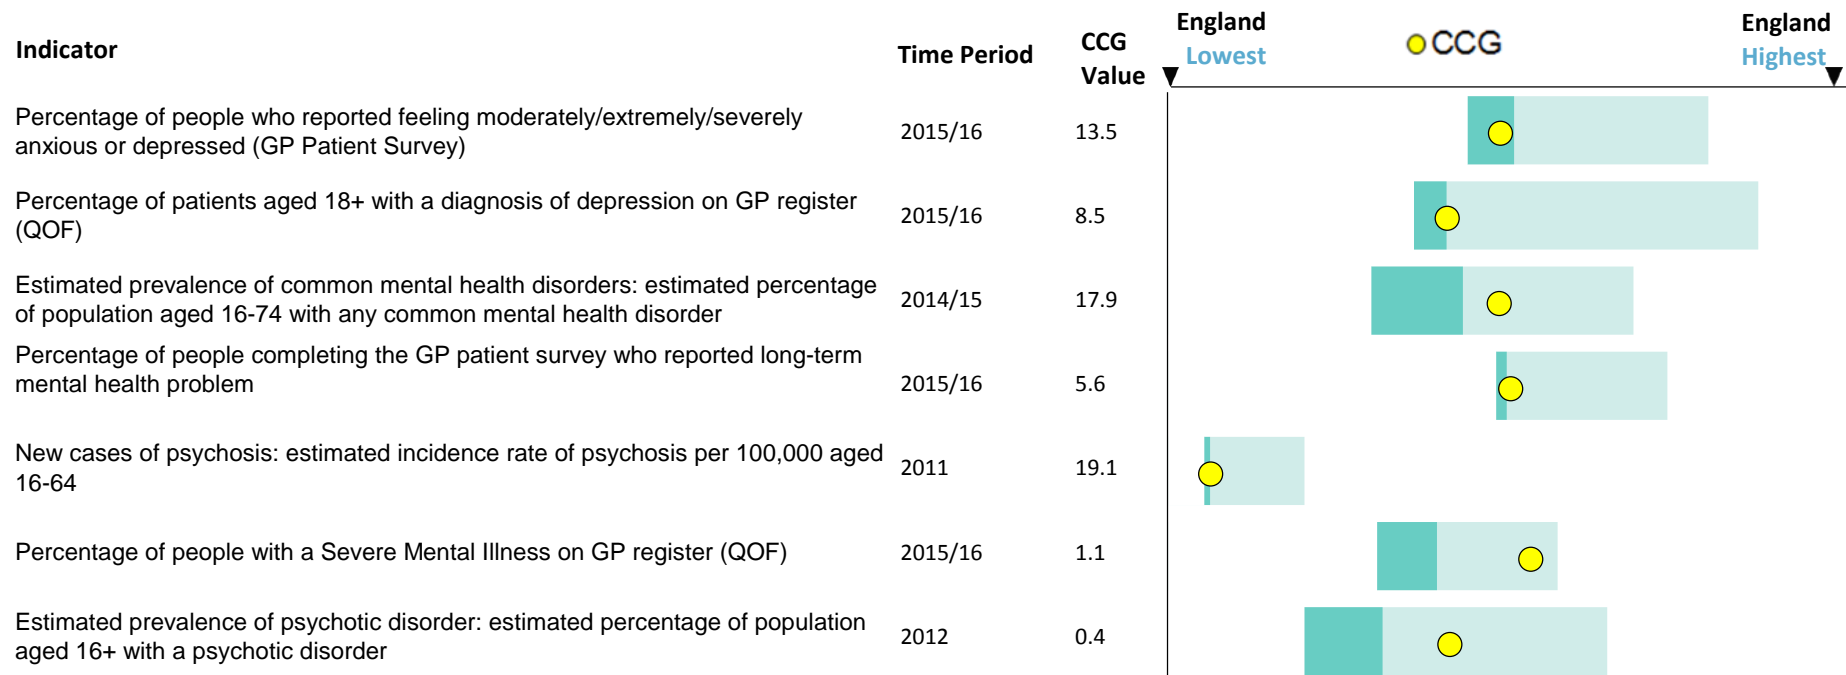 Indicator
Time Period
CCG
Value
England
Lowest
CCG
England
Highest
Percentage of people who reported feeling moderately/extremely/severely
anxious or depressed (GP Patient Survey)
2015/16
13.5
Percentage of patients aged 18+ with a diagnosis of depression on GP register
(QOF)
2015/16
8.5
Estimated prevalence of common mental health disorders: estimated percentage
of population aged 16-74 with any common mental health disorder
2014/15
17.9
Percentage of people completing the GP patient survey who reported long-term
mental health problem
2015/16
5.6
New cases of psychosis: estimated incidence rate of psychosis per 100,000 aged
16-64
2011
19.1
Percentage of people with a Severe Mental Illness on GP register (QOF)
2015/16
1.1
Estimated prevalence of psychotic disorder: estimated percentage of population
aged 16+ with a psychotic disorder
2012
0.4